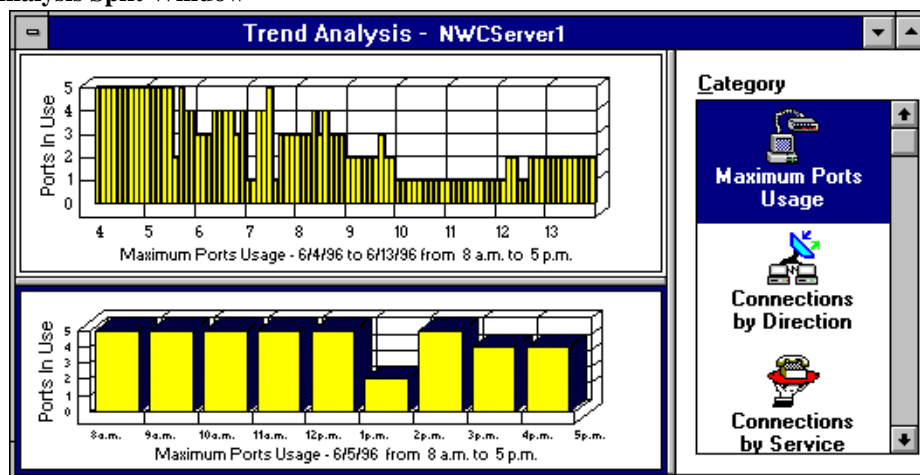 Analysis Split Window
Trend Analysis - NWCServer1
Ports In Use
5
4
3
2
1
0
4 5 6 7 8 9 10 11 12 13
Maximum Ports Usage - 6/4/96 to 6/13/96 from 8 a.m. to 5 p.m.
Ports In Use
5
4
3
2
1
0
8a.m. 9a.m. 10a.m. 11a.m. 12p.m. 1p.m. 2p.m. 3p.m. 4p.m. 5p.m.
Maximum Ports Usage - 6/5/96 from 8 a.m. to 5 p.m.
Category
Maximum Ports
Usage
Connections
by Direction
Connections
by Service